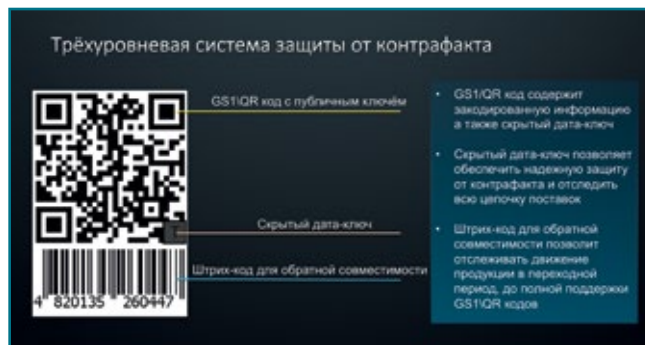 Трёхуровневая система защиты от контрафакта
GS1\QR код с публичным ключём
Скрытый дата-ключ
Штрих-код для обратной совместимости
4 820135 260447
• GS1/QR код содержит
закодированную информацию
а также скрытый дата-ключ
• Скрытый дата-ключ позволяет
обеспечить надежную защиту
от контрафакта и отследить
всю цепочку поставок
• Штрих-код для обратной
совместимости позволит
отслеживать движение
продукции в переходной
период, до полной поддержки
GS1\QR кодов